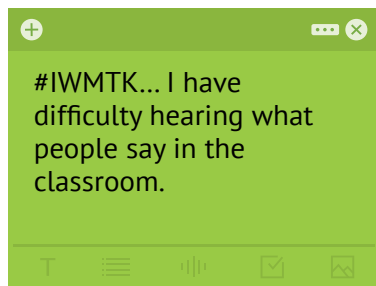 #IWMTK... I have
difficulty hearing what
people say in the
classroom.
T